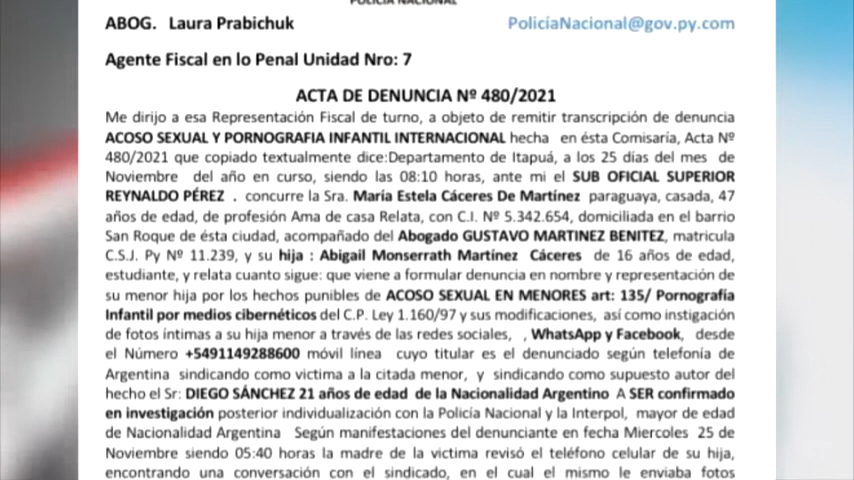 POLICIA NACIONAL
ABOG. Laura Prabichuk
PolicíaNacional@gov.py.com
Agente Fiscal en lo Penal Unidad Nro: 7
ACTA DE DENUNCIA Nº 480/2021
Me dirijo a esa Representación Fiscal de turno, a objeto de remitir transcripción de denuncia
ACOSO SEXUAL Y PORNOGRAFIA INFANTIL INTERNACIONAL hecha en ésta Comisaría, Acta Nº
480/2021 que copiado textualmente dice:Departamento de Itapuá, a los 25 días del mes de
Noviembre del año en curso, siendo las 08:10 horas, ante mi el SUB OFICIAL SUPERIOR
REYNALDO PÉREZ . concurre la Sra. María Estela Cáceres De Martínez paraguaya, casada, 47
años de edad, de profesión Ama de casa Relata, con C.I. Nº 5.342.654, domiciliada en el barrio
San Roque de ésta ciudad, acompañado del Abogado GUSTAVO MARTINEZ BENITEZ, matricula
C.S.J. Py Nº 11.239, y su hija : Abigail Monserrath Martínez Cáceres de 16 años de edad,
estudiante, y relata cuanto sigue: que viene a formular denuncia en nombre y representación de
su menor hija por los hechos punibles de ACOSO SEXUAL EN MENORES art: 135/ Pornografía
Infantil por medios cibernéticos del C.P. Ley 1.160/97 y sus modificaciones, así como instigación
de fotos íntimas a su hija menor a través de las redes sociales, , WhatsApp y Facebook, desde
el Número +5491149288600 móvil línea cuyo titular es el denunciado según telefonía de
Argentina sindicando como victima a la citada menor, y sindicando como supuesto autor del
hecho el Sr: DIEGO SÁNCHEZ 21 años de edad de la Nacionalidad Argentino A SER confirmado
en investigación posterior individualización con la Policía Nacional y la Interpol, mayor de edad
de Nacionalidad Argentina Según manifestaciones del denunciante en fecha Miercoles 25 de
Noviembre siendo 05:40 horas la madre de la victima revisó el teléfono celular de su hija,
encontrando una conversación con el sindicado, en el cual el mismo le enviaba fotos